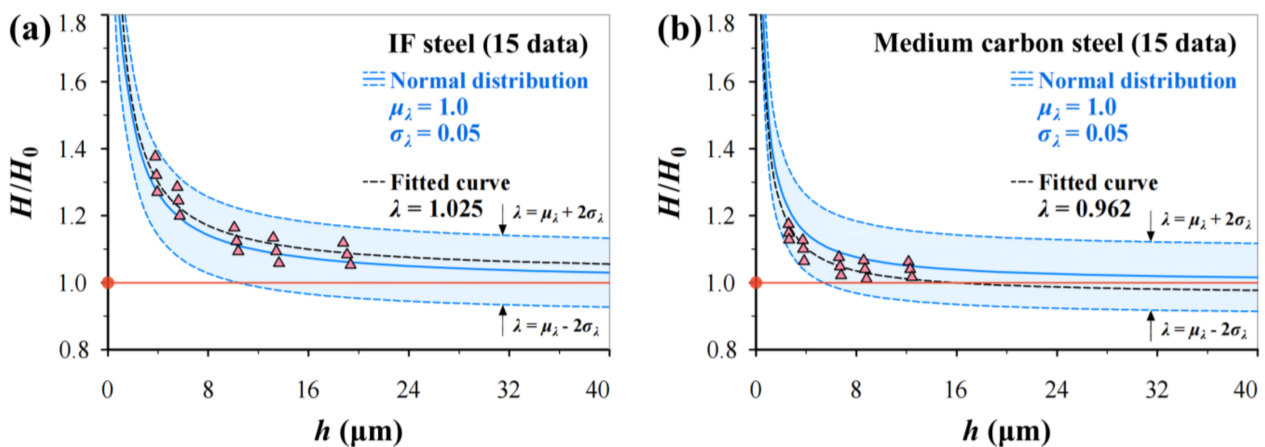 (a)
IF steel (15 data)
Normal distribution
μλ = 1.0
σλ = 0.05
Fitted curve
λ = 1.025
λ = μλ + 2σλ
λ = μλ - 2σλ
H/H0
1.8
1.6
1.4
1.2
1.0
0.8
0 8 16 24 32 40
h (μm)
(b)
Medium carbon steel (15 data)
Normal distribution
μλ = 1.0
σλ = 0.05
Fitted curve
λ = 0.962
λ = μλ + 2σλ
λ = μλ - 2σλ
H/H0
1.8
1.6
1.4
1.2
1.0
0.8
0 8 16 24 32 40
h (μm)